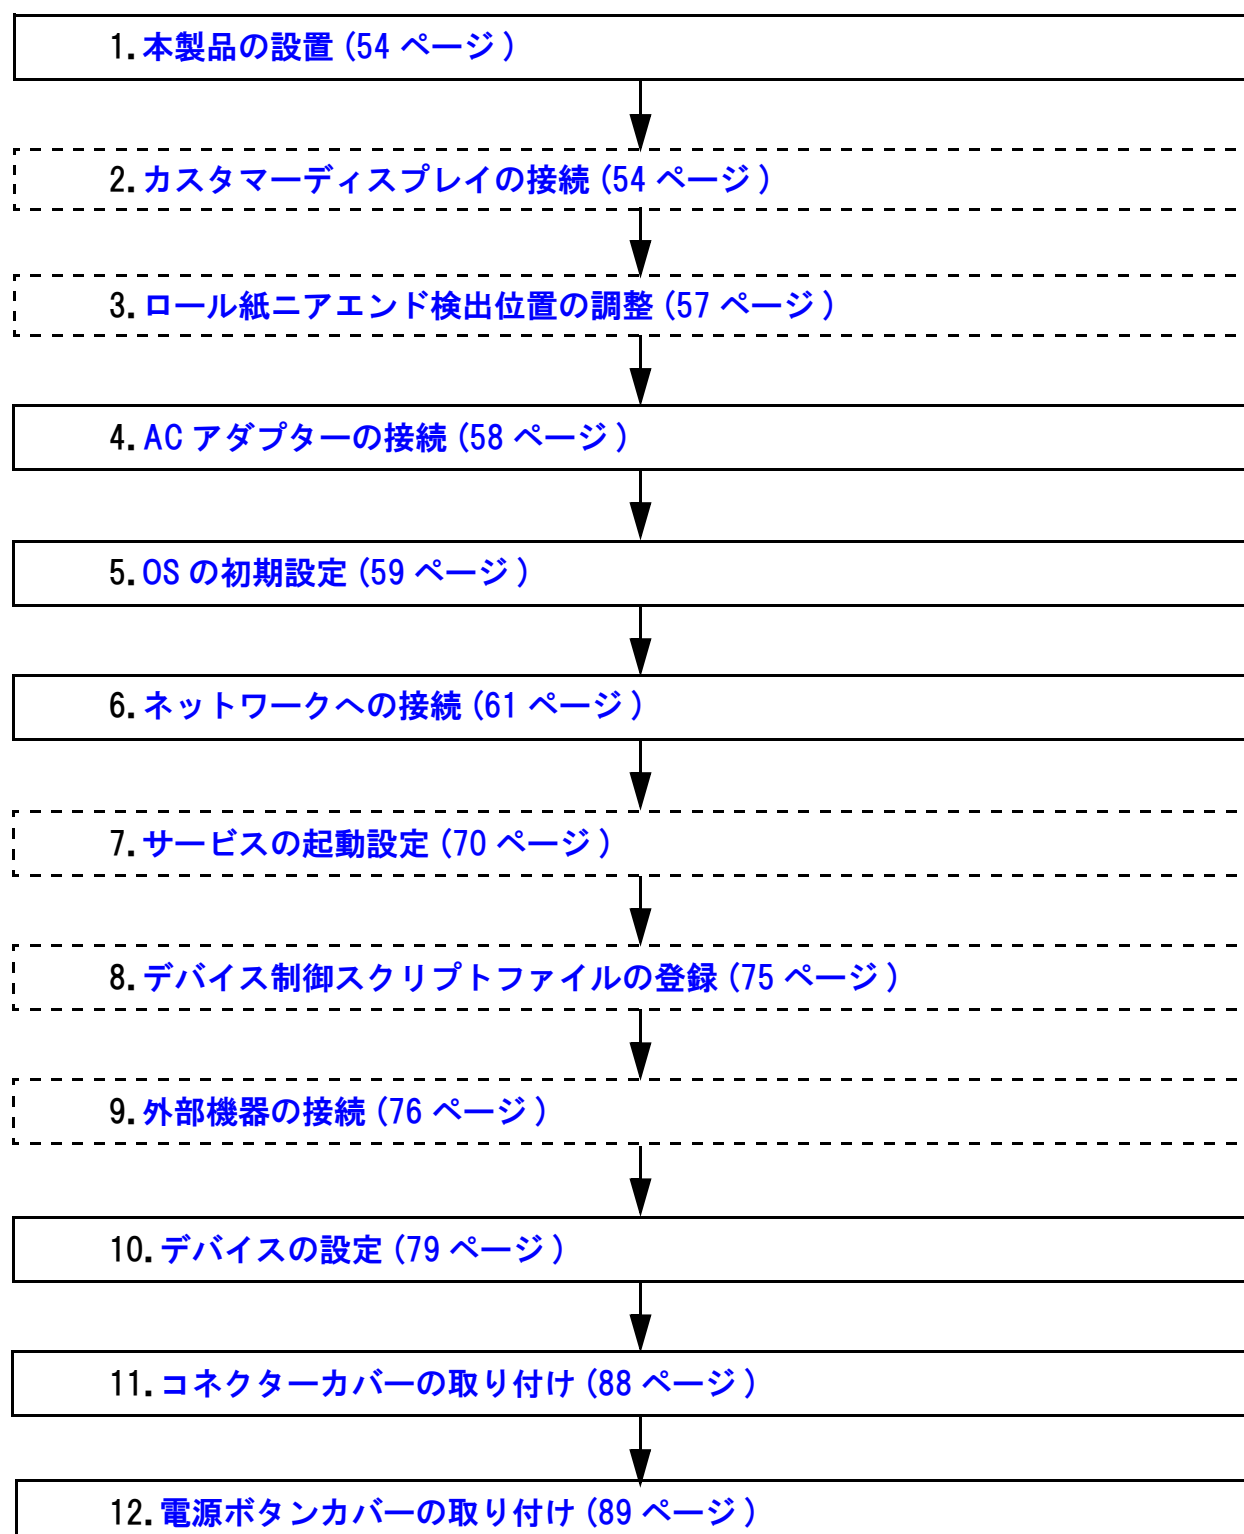 1. 本製品の設置 (54 ページ )
2. カスタマーディスプレイの接続 (54 ページ )
3. ロール紙ニアエンド検出位置の調整 (57 ページ )
4. AC アダプターの接続 (58 ページ )
5. OS の初期設定 (59 ページ )
6. ネットワークへの接続 (61 ページ )
7. サービスの起動設定 (70 ページ )
8. デバイス制御スクリプトファイルの登録 (75 ページ )
9. 外部機器の接続 (76 ページ )
10. デバイスの設定 (79 ページ )
11. コネクターカバーの取り付け (88 ページ )
12. 電源ボタンカバーの取り付け (89 ページ )